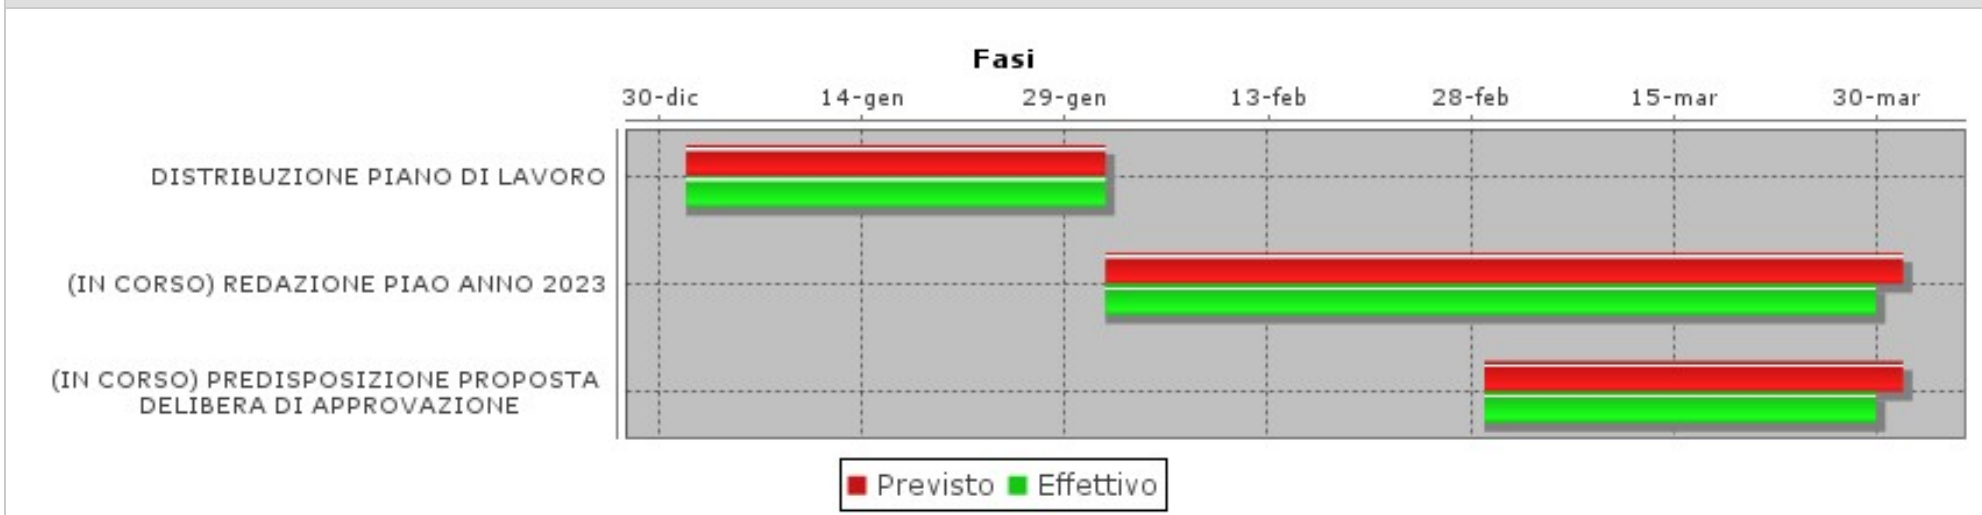 Fasi
30-dic 14-gen 29-gen 13-feb 28-feb 15-mar 30-mar
DISTRIBUZIONE PIANO DI LAVORO
(IN CORSO) REDAZIONE PIAO ANNO 2023
(IN CORSO) PREDISPOSIZIONE PROPOSTA
DELIBERA DI APPROVAZIONE
Previsto Effettivo